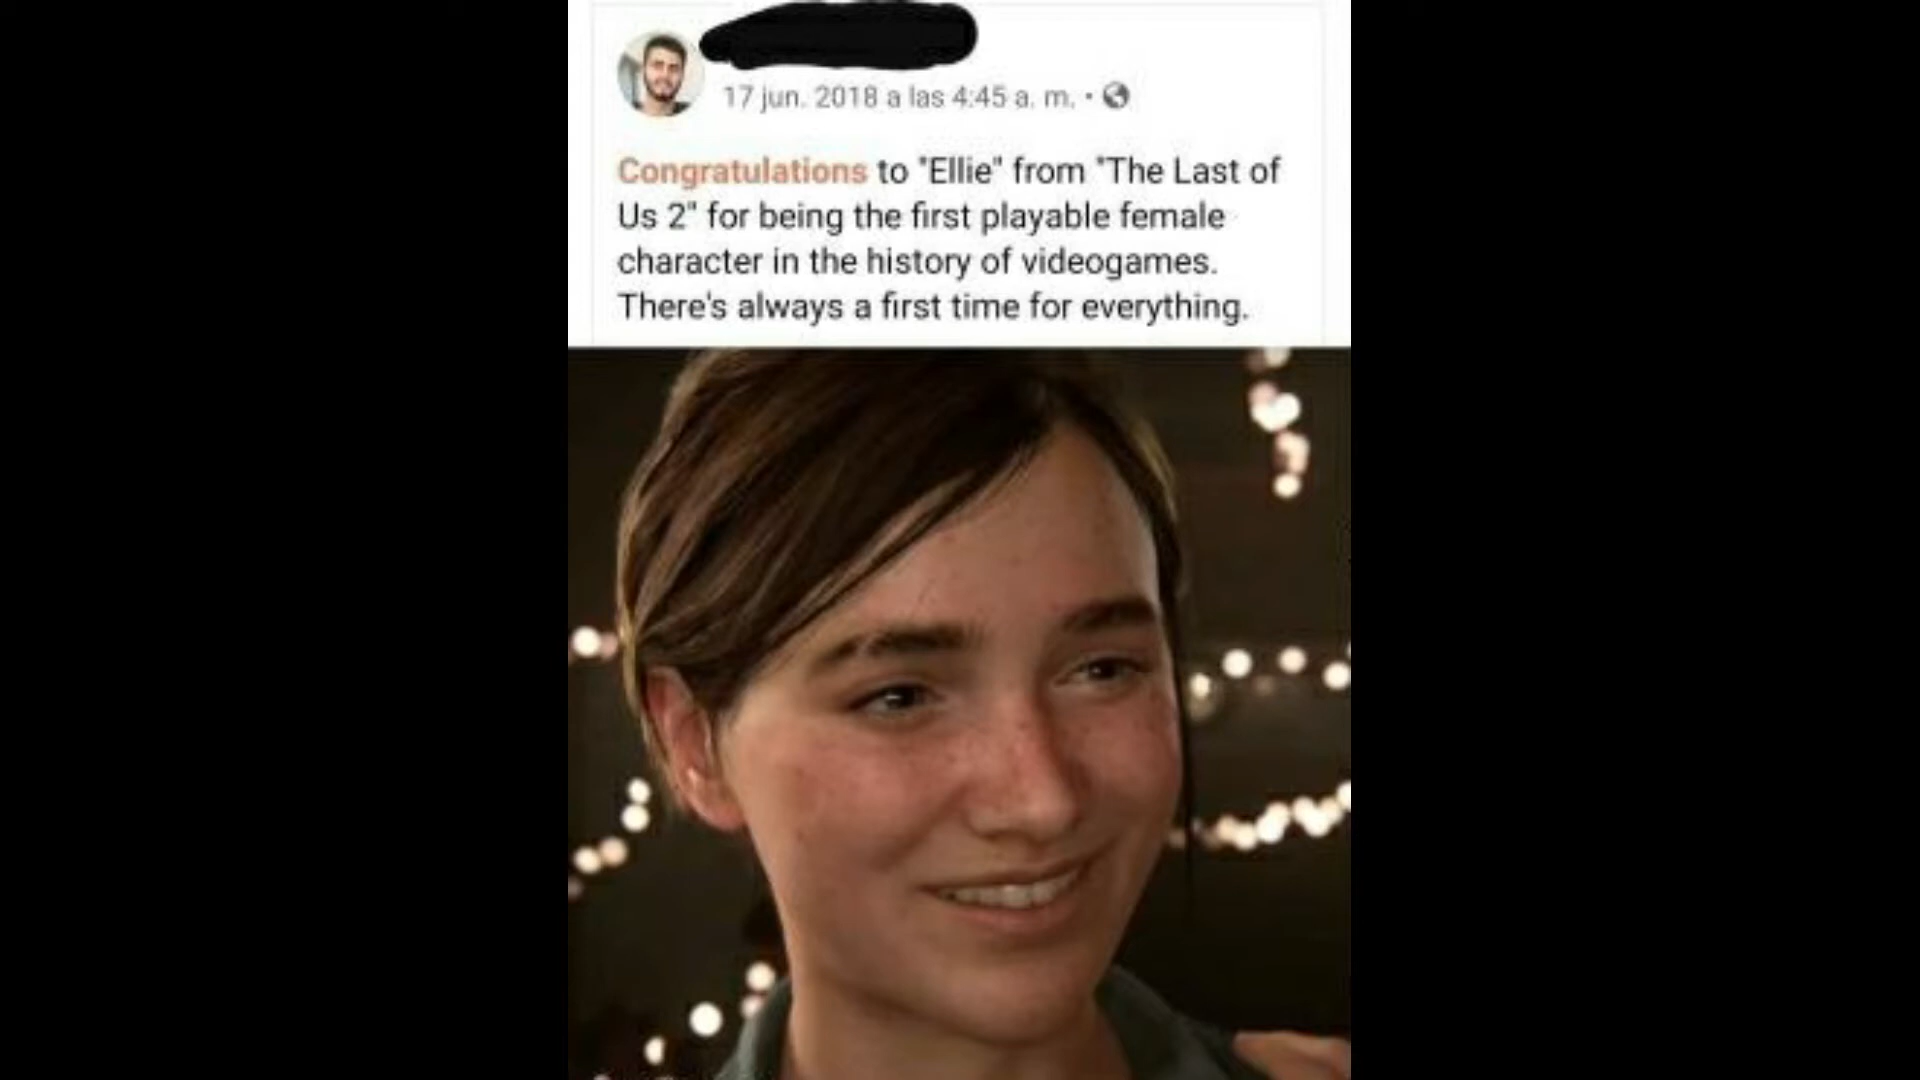 17 jun. 2018 a las 4:45 a. m. •
Congratulations to "Ellie" from "The Last of
Us 2" for being the first playable female
character in the history of videogames.
There's always a first time for everything.